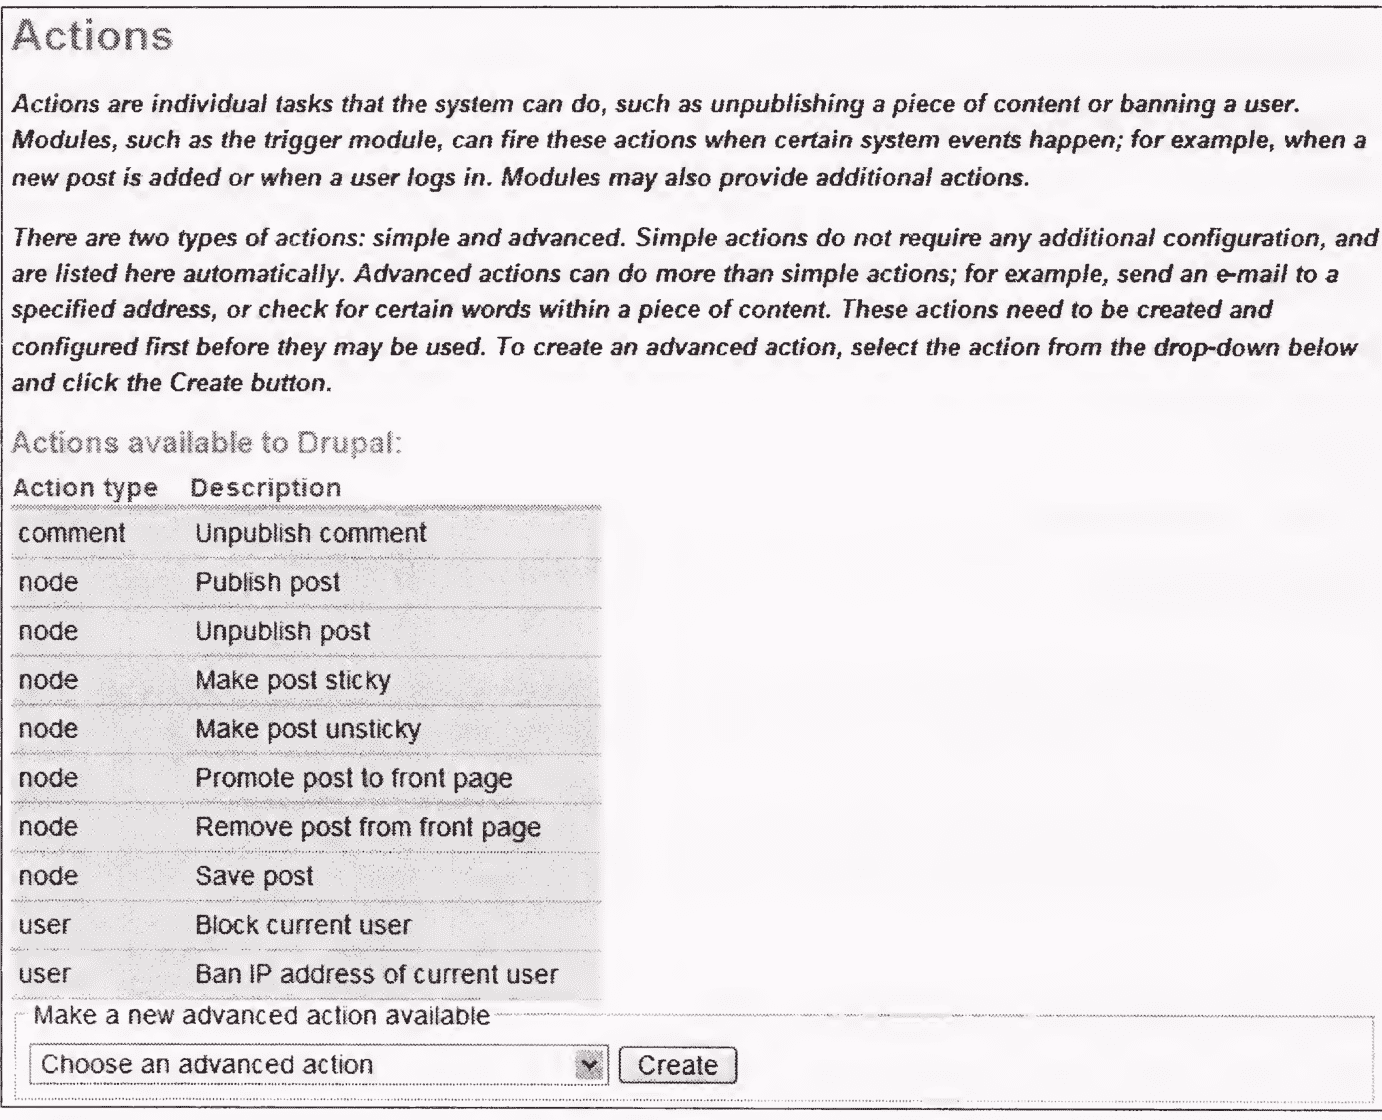 Actions
Actions are individual tasks that the system can do, such as unpublishing a piece of content or banning a user.
Modules, such as the trigger module, can fire these actions when certain system events happen; for example, when a
new post is added or when a user logs in. Modules may also provide additional actions.
There are two types of actions: simple and advanced. Simple actions do not require any additional configuration, and
are listed here automatically. Advanced actions can do more than simple actions; for example, send an e-mail to a
specified address, or check for certain words within a piece of content. These actions need to be created and
configured first before they may be used. To create an advanced action, select the action from the drop-down below
and click the Create button.
Actions available to Drupal:
Action type Description
comment Unpublish comment
node Publish post
node Unpublish post
node Make post sticky
node Make post unsticky
node Promote post to front page
node Remove post from front page
node Save post
user Block current user
user Ban IP address of current user
Make a new advanced action available
Choose an advanced action Create